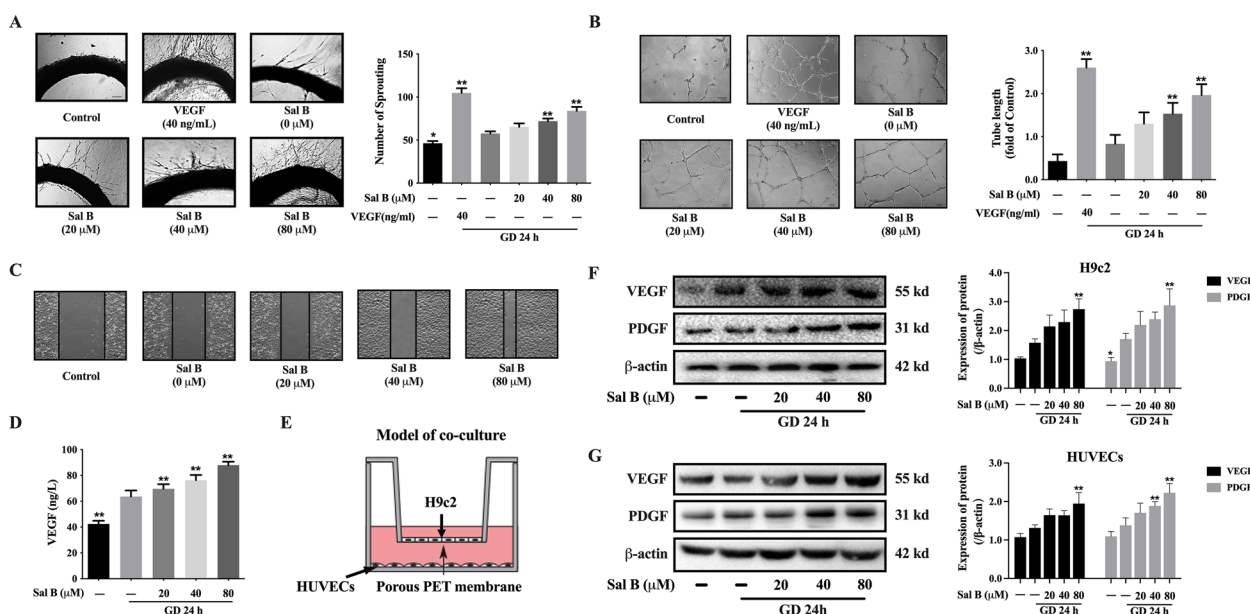 A
Control
VEGF
(40 ng/mL)
Sal B
(0 μM)
Sal B
(20 μM)
Sal B
(40 μM)
Sal B
(80 μM)
Number of Sprouting
150
100
50
0
*
**
**
**
Sal B (μM) — — — 20 40 80
VEGF(ng/ml) — 40
GD 24 h
B
Control
VEGF
(40 ng/mL)
Sal B
(0 μM)
Sal B
(20 μM)
Sal B
(40 μM)
Sal B
(80 μM)
Tube length
(fold of Control)
3.0
2.0
1.0
0.0
**
**
**
Sal B (μM) — — — 20 40 80
VEGF(ng/ml) — 40 — — — —
GD 24 h
C
Control
Sal B
(0 μM)
Sal B
(20 μM)
Sal B
(40 μM)
Sal B
(80 μM)
D
VEGF (ng/L)
100
80
60
40
20
0
**
**
**
**
Sal B (μM) — — 20 40 80
GD 24 h
E
Model of co-culture
H9c2
HUVECs
Porous PET membrane
F
VEGF 55 kd
PDGF 31 kd
β-actin 42 kd
Sal B (μM) – – 20 40 80
GD 24 h
H9c2
VEGF
PDGF
Expression of protein
(/β-actin)
4.0
3.0
2.0
1.0
0.0
**
*
**
Sal B (μM) — — 20 40 80 — — 20 40 80
GD 24 h GD 24 h
G
VEGF 55 kd
PDGF 31 kd
β-actin 42 kd
Sal B (μM) – – 20 40 80
GD 24 h
HUVECs
VEGF
PDGF
Expression of protein
(/β-actin)
3.0
2.0
1.0
0.0
**
**
**
Sal B (μM) — — 20 40 80 — — 20 40 80
GD 24 h GD 24 h